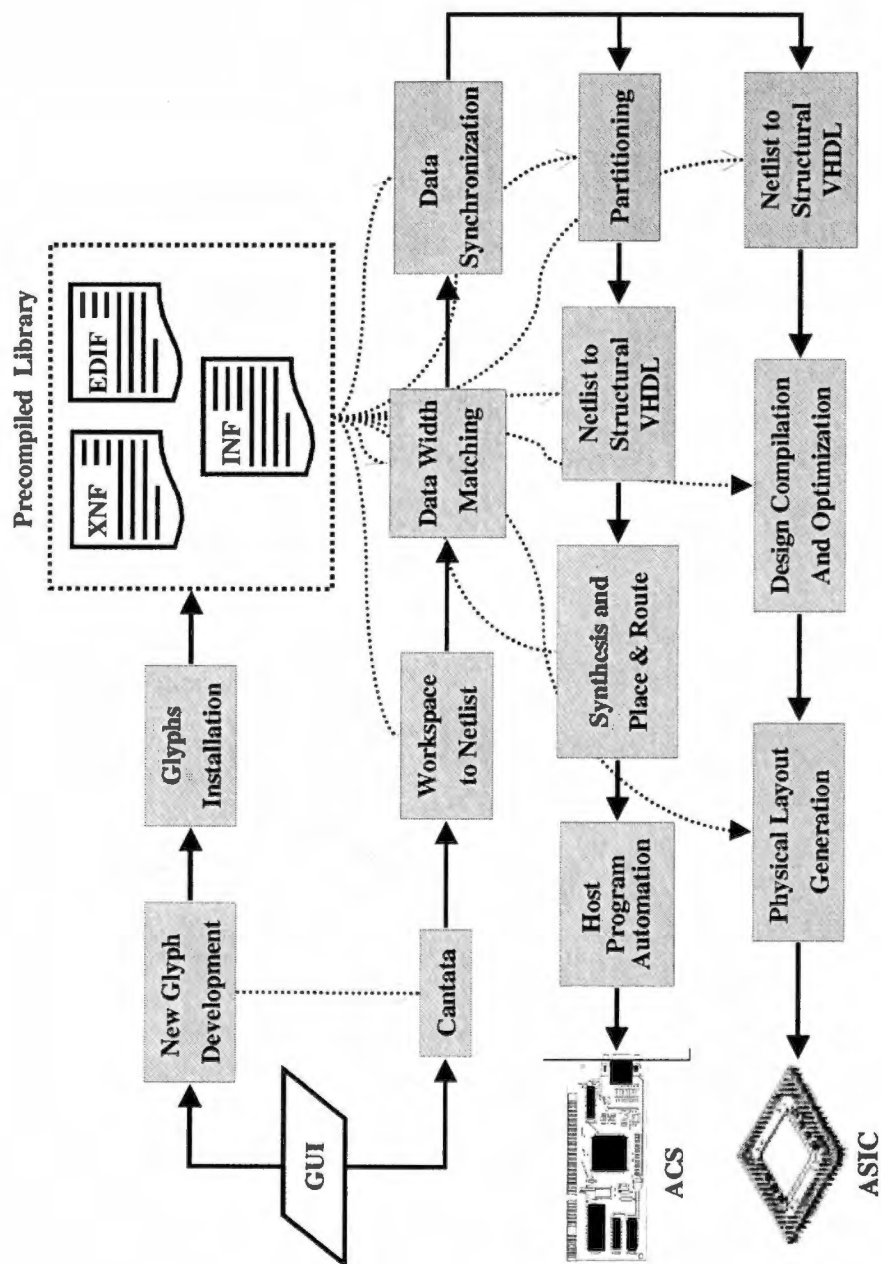 Precompiled Library
XNF
EDIF
INF
GUI
New Glyph
Development
Glyphs
Installation
Cantata
Workspace
to Netlist
Data Width
Matching
Data
Synchronization
Partitioning
Netlist to
Structural
VHDL
Synthesis and
Place & Route
Host
Program
Automation
ACS
Netlist to
Structural
VHDL
Design Compilation
And Optimization
Physical Layout
Generation
ASIC